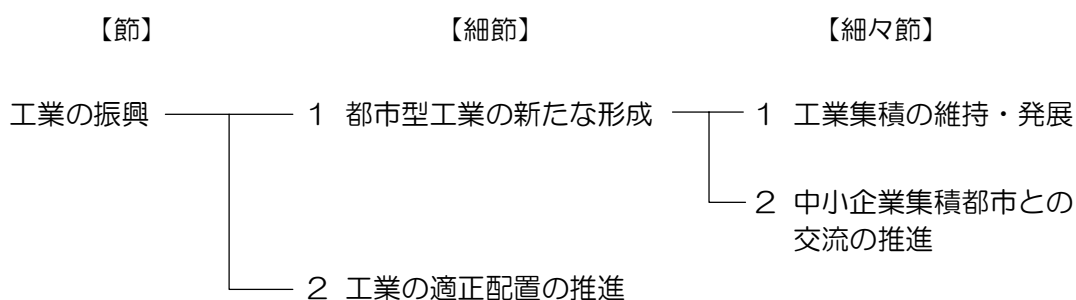 【節】 【細節】 【細々節】
工業の振興 1 都市型工業の新たな形成 1 工業集積の維持・発展
2 中小企業集積都市との
交流の推進
2 工業の適正配置の推進